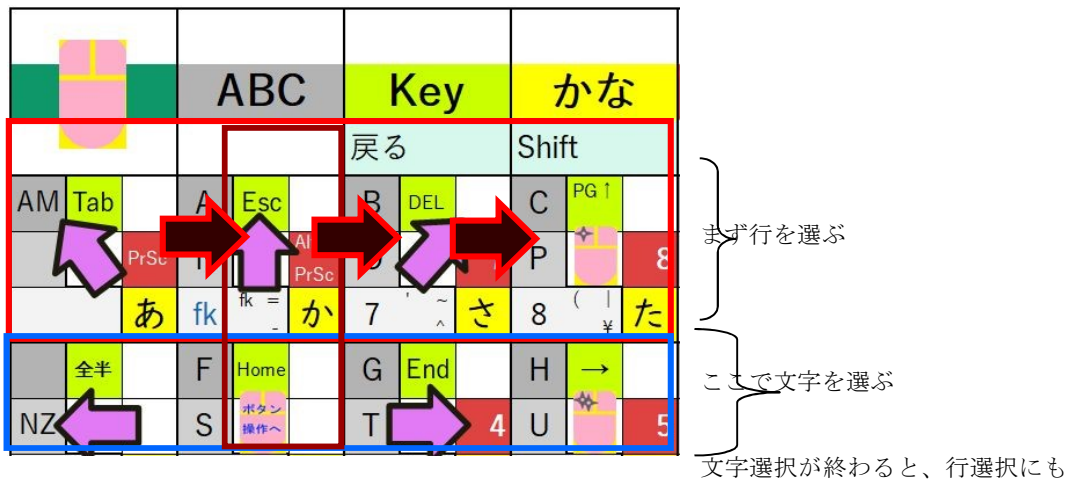 ABC Key かな
戻る Shift
AM Tab A Esc B DEL C PG↑
PrSc PrSc P 8
あ fk fk = - か 7 ' ~ ^ さ 8 ( | ¥ た
まず行を選ぶ
全半 F Home G End H →
NZ S ボタン T 4 U 5
操作へ
ここで文字を選ぶ
文字選択が終わると、行選択にも